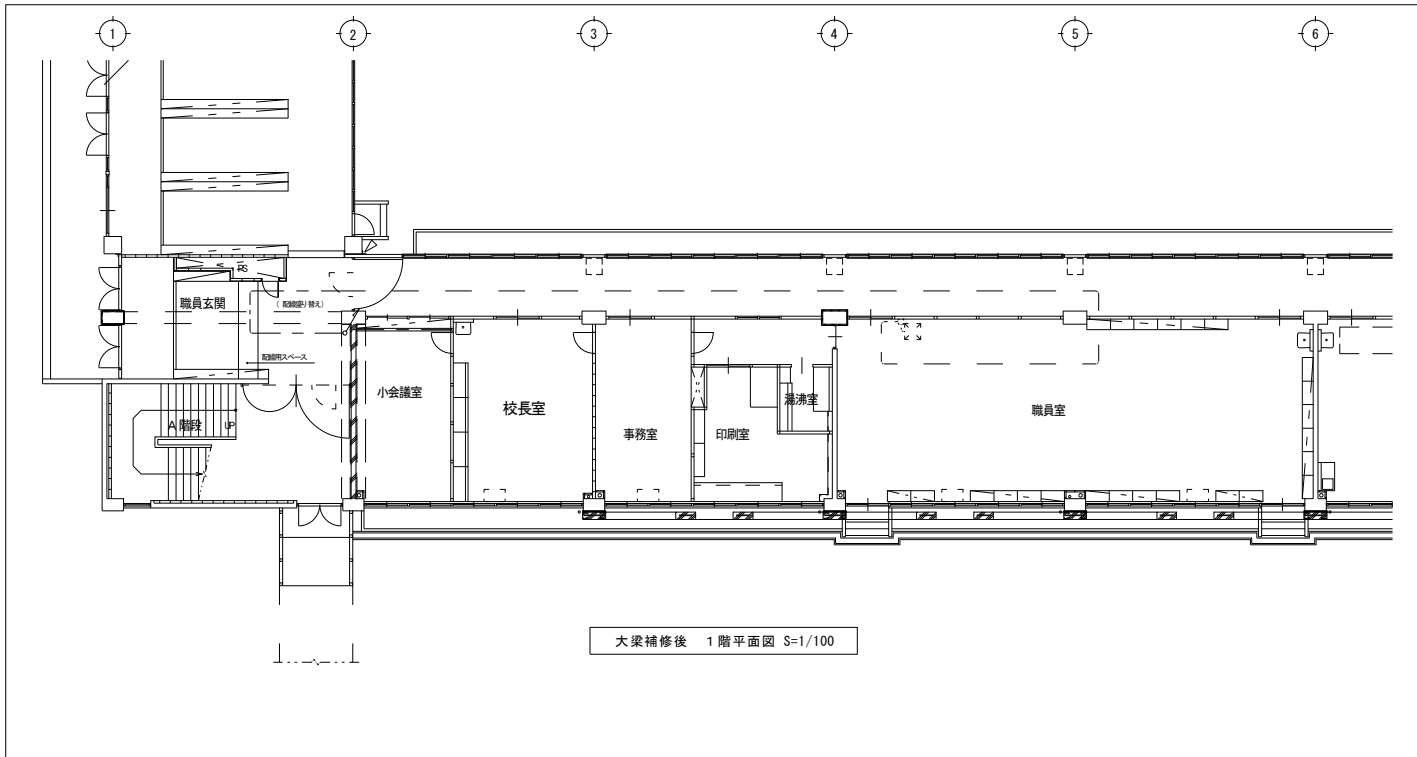 1 2 3 4 5 6
職員玄関
PS
(配線盛り替え)
配線用スペース
A階段 UP
小会議室
校長室
事務室
印刷室
湯沸室
職員室
大梁補修後 1階平面図 S=1/100